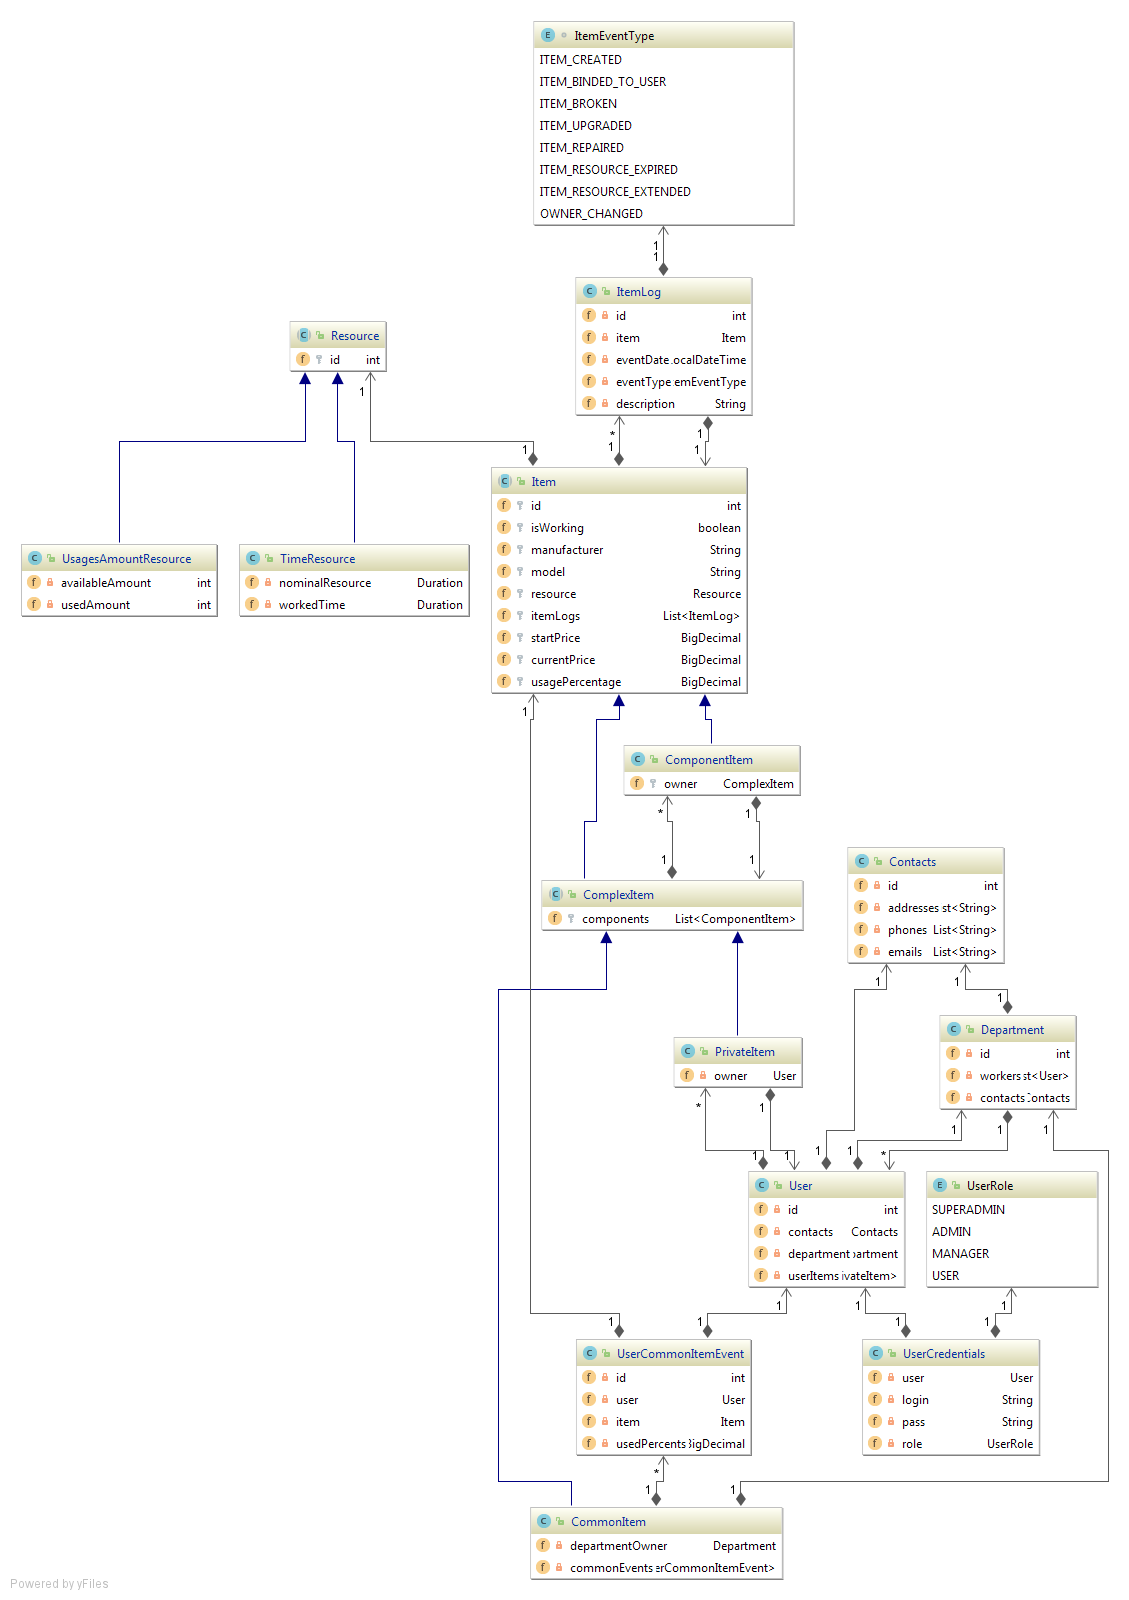 E ItemEventType
ITEM_CREATED
ITEM_BINDED_TO_USER
ITEM_BROKEN
ITEM_UPGRADED
ITEM_REPAIRED
ITEM_RESOURCE_EXPIRED
ITEM_RESOURCE_EXTENDED
OWNER_CHANGED
1
1
C ItemLog
f id int
f item Item
f eventDate .ocalDateTime
f eventType emEventType
f description String
C Resource
f id int
1
1
*
1
1
1
C Item
f id int
f isWorking boolean
f manufacturer String
f model String
f resource Resource
f itemLogs List<ItemLog>
f startPrice BigDecimal
f currentPrice BigDecimal
f usagePercentage BigDecimal
C UsagesAmountResource
f availableAmount int
f usedAmount int
C TimeResource
f nominalResource Duration
f workedTime Duration
1
C ComponentItem
f owner ComplexItem
*
1
1
1
C ComplexItem
f components List<ComponentItem>
C Contacts
f id int
f addresses st<String>
f phones List<String>
f emails List<String>
1
1
1
C Department
f id int
f workers st<User>
f contacts Contacts
C PrivateItem
f owner User
*
1
1
1
1
1
1
1
*
1
C User
f id int
f contacts Contacts
f department artment
f userItems vateItem>
E UserRole
SUPERADMIN
ADMIN
MANAGER
USER
1
1
1
1
1
1
1
C UserCommonItemEvent
f id int
f user User
f item Item
f usedPercents BigDecimal
C UserCredentials
f user User
f login String
f pass String
f role UserRole
*
1
1
C CommonItem
f departmentOwner Department
f commonEvents erCommonItemEvent>
Powered by yFiles